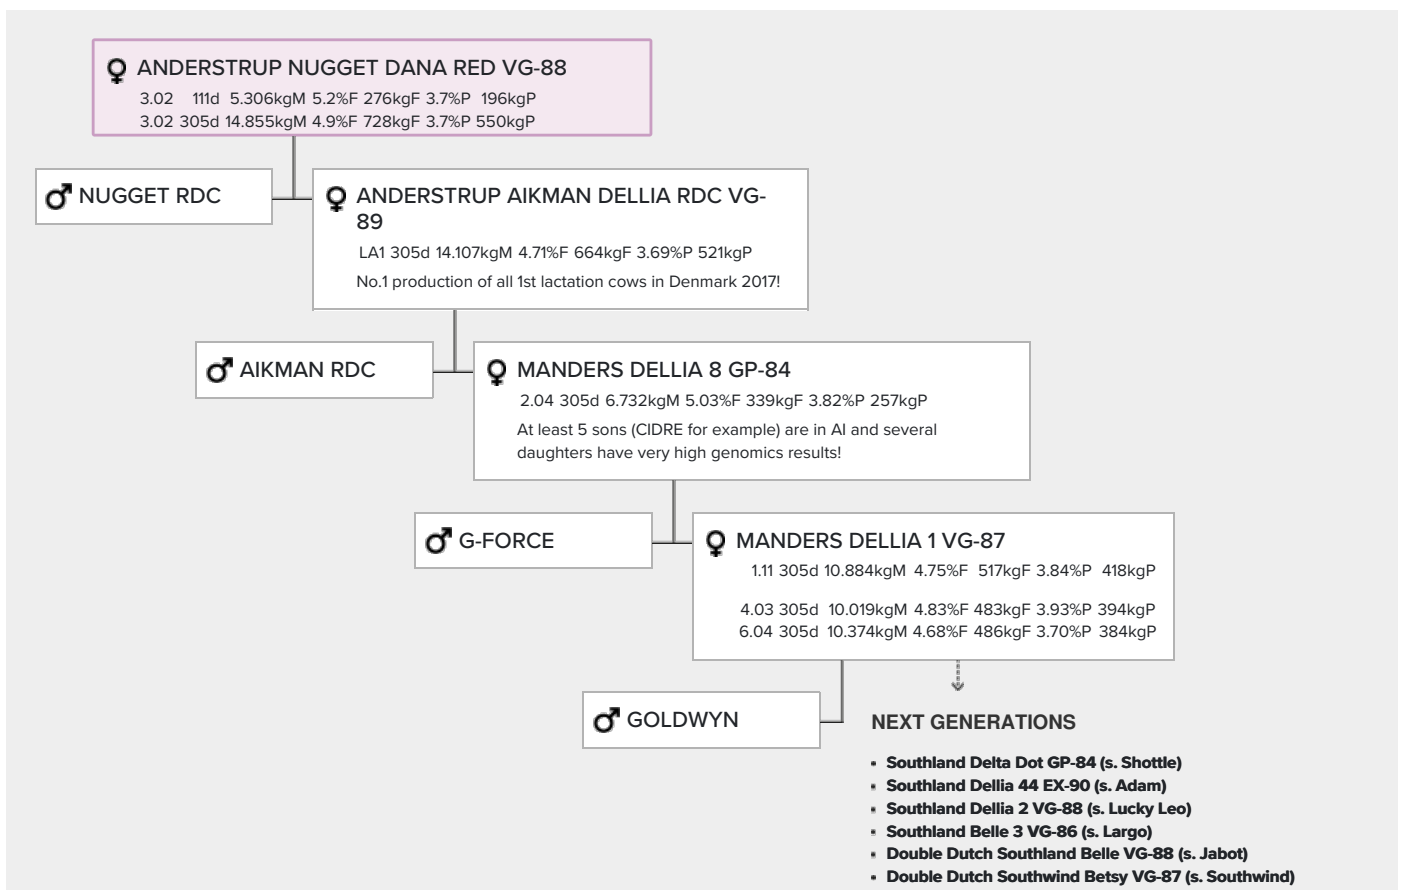 ANDERSTRUP NUGGET DANA RED VG-88
3.02 111d 5.306kgM 5.2%F 276kgF 3.7%P 196kgP
3.02 305d 14.855kgM 4.9%F 728kgF 3.7%P 550kgP
NUGGET RDC
ANDERSTRUP AIKMAN DELLIA RDC VG-
89
LA1 305d 14.107kgM 4.71%F 664kgF 3.69%P 521kgP
No.1 production of all 1st lactation cows in Denmark 2017!
AIKMAN RDC
MANDERS DELLIA 8 GP-84
2.04 305d 6.732kgM 5.03%F 339kgF 3.82%P 257kgP
At least 5 sons (CIDRE for example) are in AI and several
daughters have very high genomics results!
G-FORCE
MANDERS DELLIA 1 VG-87
1.11 305d 10.884kgM 4.75%F 517kgF 3.84%P 418kgP
4.03 305d 10.019kgM 4.83%F 483kgF 3.93%P 394kgP
6.04 305d 10.374kgM 4.68%F 486kgF 3.70%P 384kgP
GOLDWYN
NEXT GENERATIONS
Southland Delta Dot GP-84 (s. Shottle)
Southland Dellia 44 EX-90 (s. Adam)
Southland Dellia 2 VG-88 (s. Lucky Leo)
Southland Belle 3 VG-86 (s. Largo)
Double Dutch Southland Belle VG-88 (s. Jabot)
Double Dutch Southwind Betsy VG-87 (s. Southwind)